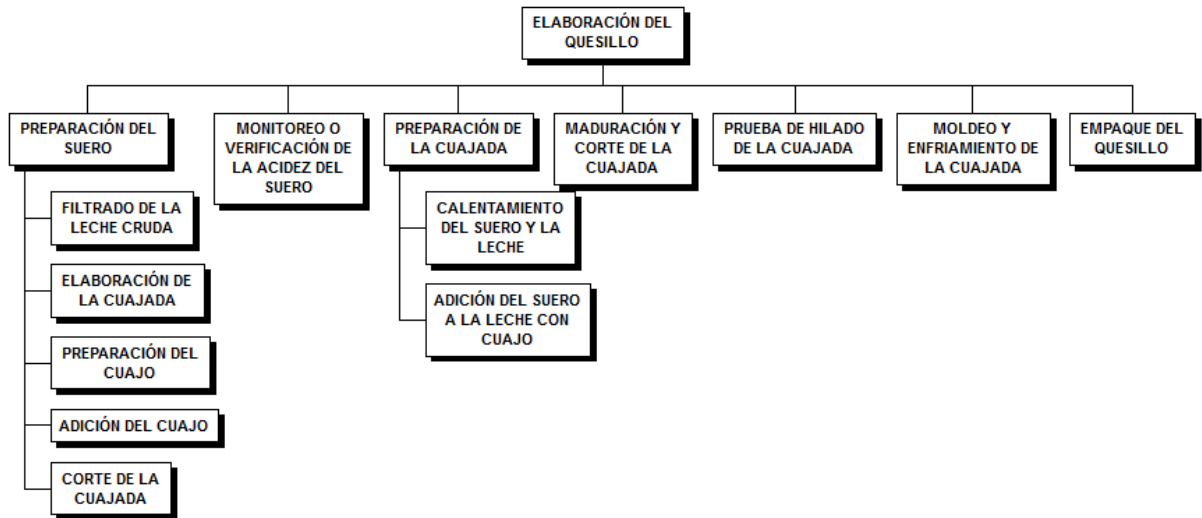 ELABORACIÓN DEL
QUESILLO
PREPARACIÓN DEL
SUERO
MONITOREO O
VERIFICACIÓN DE
LA ACIDEZ DEL
SUERO
PREPARACIÓN DE
LA CUAJADA
MADURACIÓN Y
CORTE DE LA
CUAJADA
PRUEBA DE HILADO
DE LA CUAJADA
MOLDEO Y
ENFRIAMIENTO DE
LA CUAJADA
EMPAQUE DEL
QUESILLO
FILTRADO DE LA
LECHE CRUDA
ELABORACIÓN DE
LA CUAJADA
PREPARACIÓN DEL
CUAJO
ADICIÓN DEL CUAJO
CORTE DE LA
CUAJADA
CALENTAMIENTO
DEL SUERO Y LA
LECHE
ADICIÓN DEL SUERO
A LA LECHE CON
CUAJO